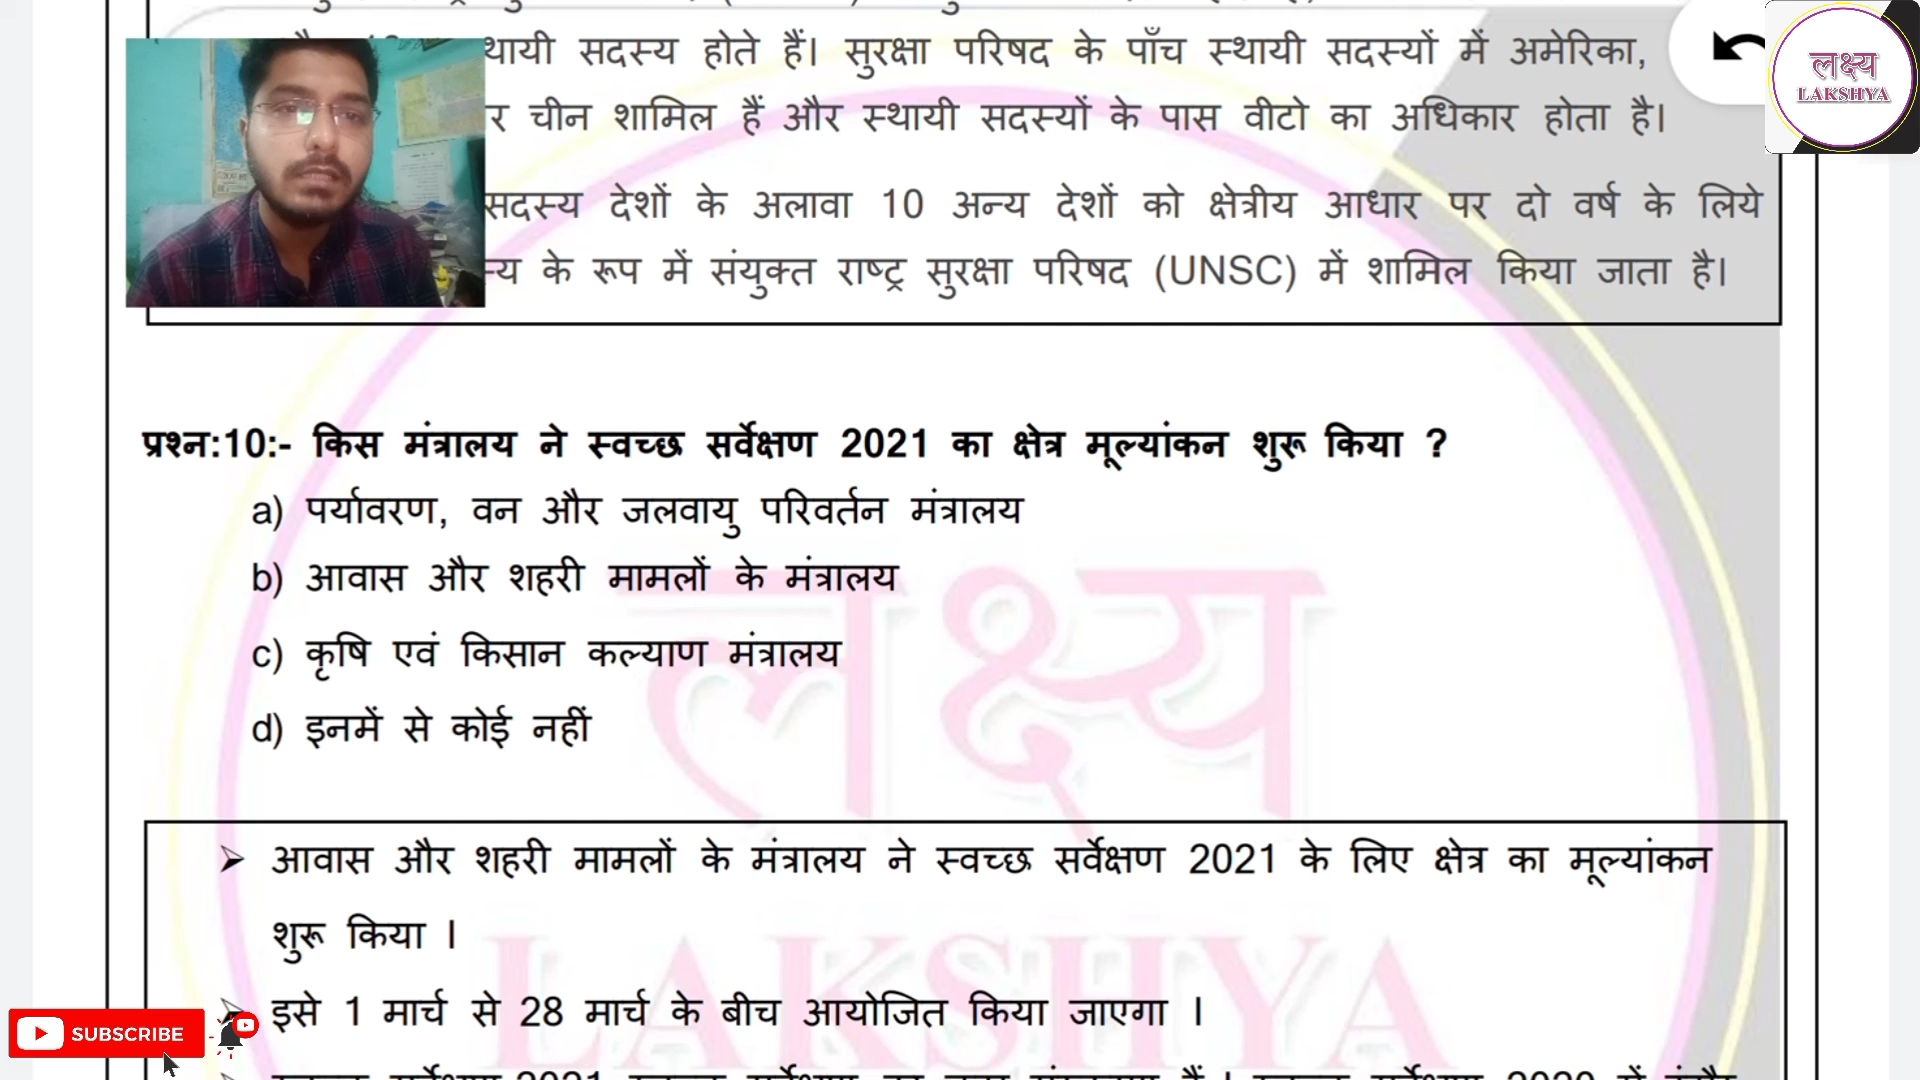 थायी सदस्य होते हैं। सुरक्षा परिषद के पाँच स्थायी सदस्यों में अमेरिका,
र चीन शामिल हैं और स्थायी सदस्यों के पास वीटो का अधिकार होता है।
सदस्य देशों के अलावा 10 अन्य देशों को क्षेत्रीय आधार पर दो वर्ष के लिये
न्य के रूप में संयुक्त राष्ट्र सुरक्षा परिषद (UNSC) में शामिल किया जाता है।
लक्ष्य
LAKSHYA
प्रश्न:10:- किस मंत्रालय ने स्वच्छ सर्वेक्षण 2021 का क्षेत्र मूल्यांकन शुरू किया ?
a) पर्यावरण, वन और जलवायु परिवर्तन मंत्रालय
b) आवास और शहरी मामलों के मंत्रालय
c) कृषि एवं किसान कल्याण मंत्रालय
d) इनमें से कोई नहीं
लक्ष्य
LAKSHYA
➢ आवास और शहरी मामलों के मंत्रालय ने स्वच्छ सर्वेक्षण 2021 के लिए क्षेत्र का मूल्यांकन
शुरू किया ।
➢ इसे 1 मार्च से 28 मार्च के बीच आयोजित किया जाएगा ।
SUBSCRIBE